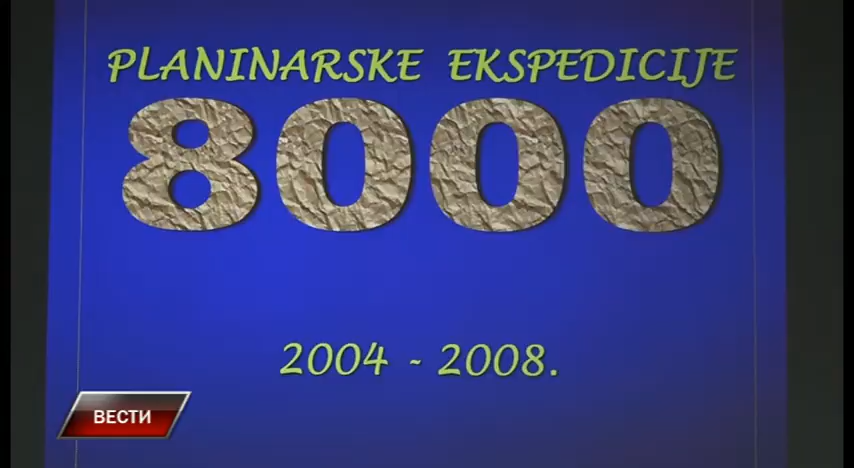 PLANINARSKE EKSPEDICIJE
8000
2004 - 2008.
ВЕСТИ